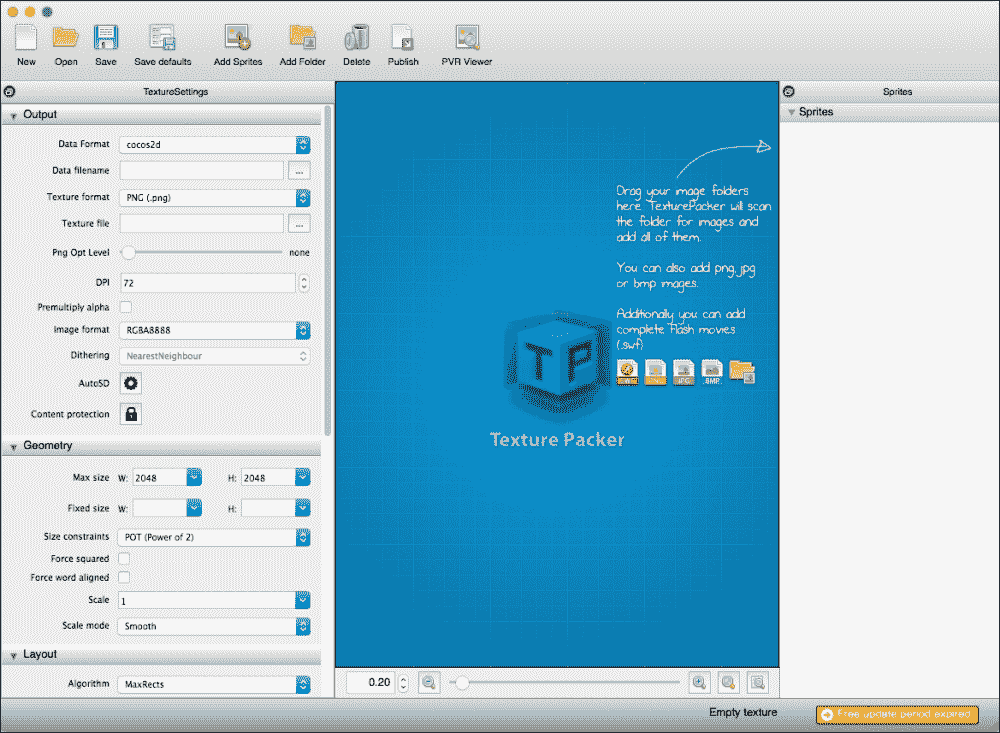 New Open Save Save defaults Add Sprites Add Folder Delete Publish PVR Viewer
TextureSettings
Output
Data Format cocos2d
Data filename ...
Texture format PNG (.png)
Texture file ...
Png Opt Level none
DPI 72
Premultiply alpha
Image format RGBA8888
Dithering NearestNeighbour
AutoSD
Content protection
Geometry
Max size W: 2048 H: 2048
Fixed size W: H:
Size constraints POT (Power of 2)
Force squared
Force word aligned
Scale 1
Scale mode Smooth
Layout
Algorithm MaxRects
Drag your image folders
here. TexturePacker will scan
the folder for images and
add all of them.
You can also add png, jpg
or bmp images.
Additionally you can add
complete flash movies
(.swf)
.JPG .BMP
TP
Texture Packer
0.20
Sprites
Sprites
Empty texture
Free update period expired